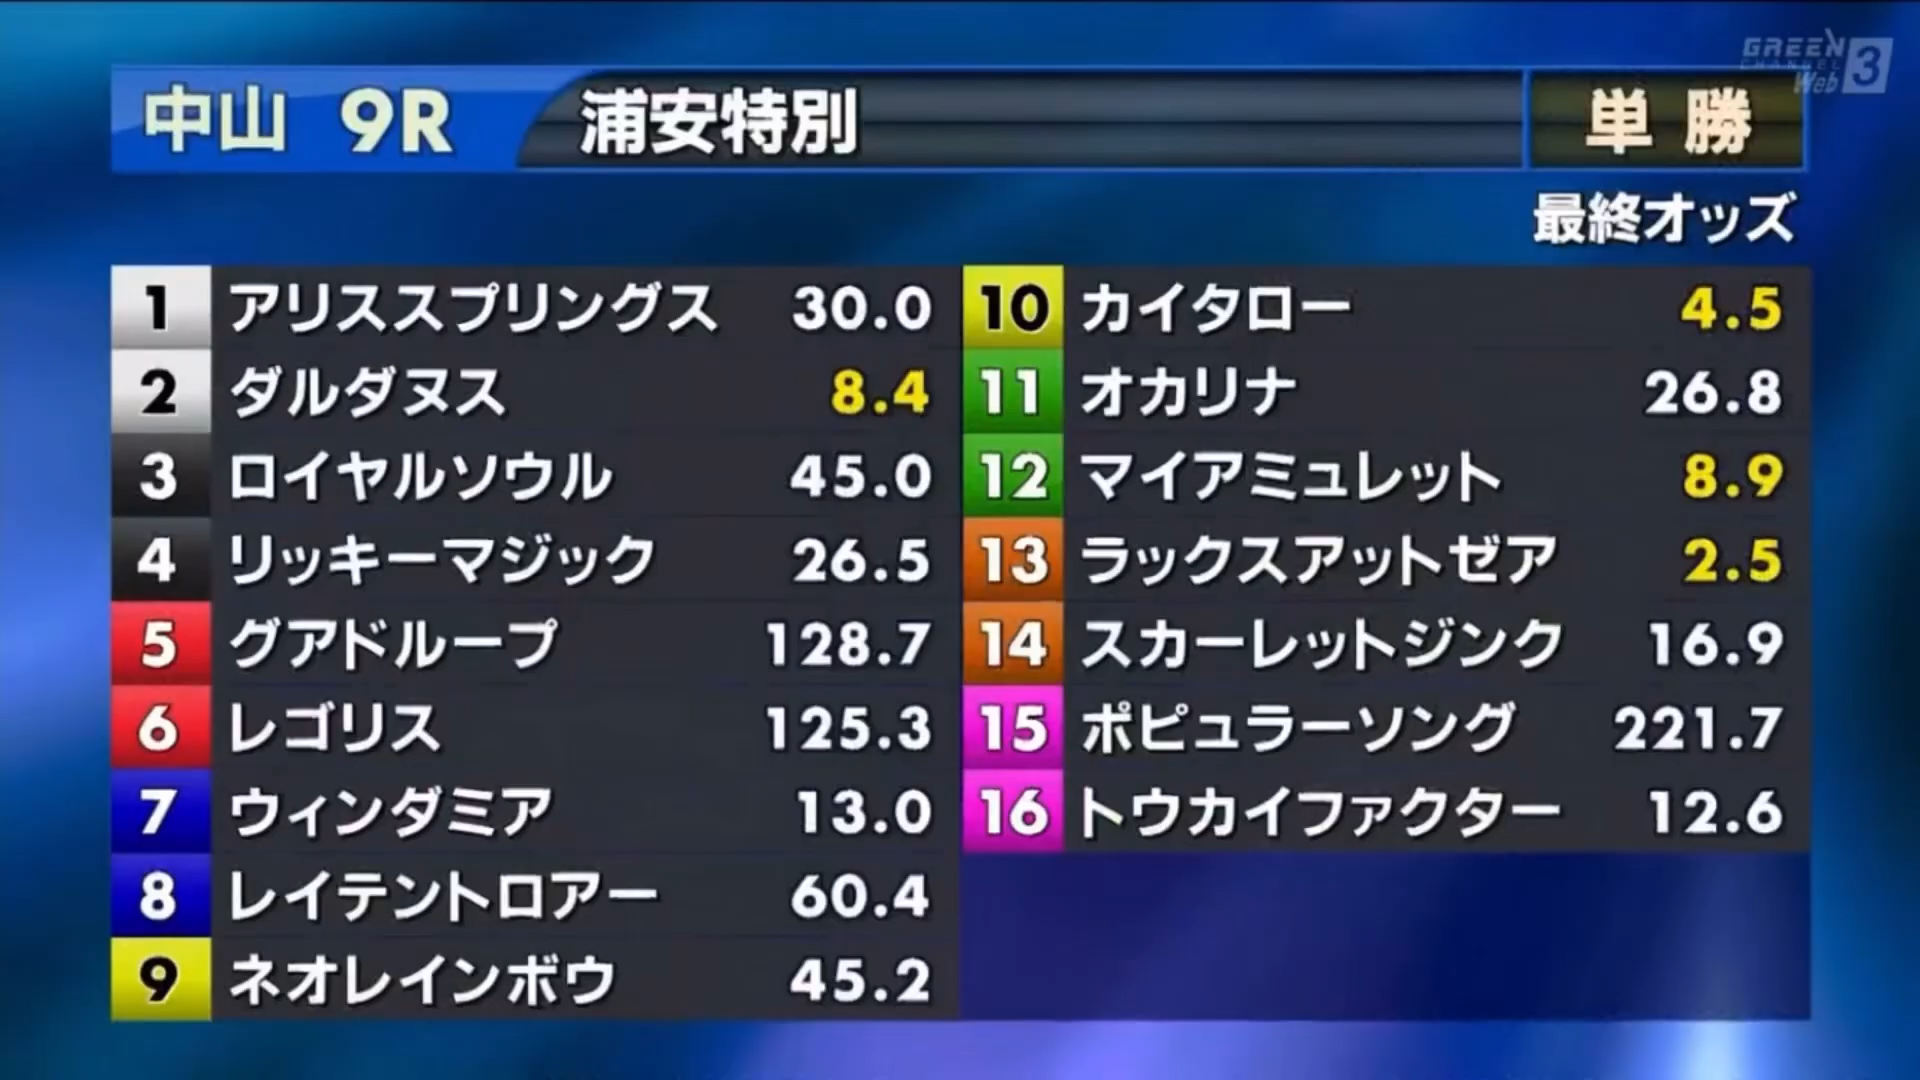 GREEN CHANNEL Web 3
中山 9R 浦安特別 単勝
最終オッズ
1 アリススプリングス 30.0
2 ダルダヌス 8.4
3 ロイヤルソウル 45.0
4 リッキーマジック 26.5
5 グアドループ 128.7
6 レゴリス 125.3
7 ウィンダミア 13.0
8 レイテントロアー 60.4
9 ネオレインボウ 45.2
10 カイタロー 4.5
11 オカリナ 26.8
12 マイアミュレット 8.9
13 ラックスアットゼア 2.5
14 スカーレットジンク 16.9
15 ポピュラーソング 221.7
16 トウカイファクター 12.6